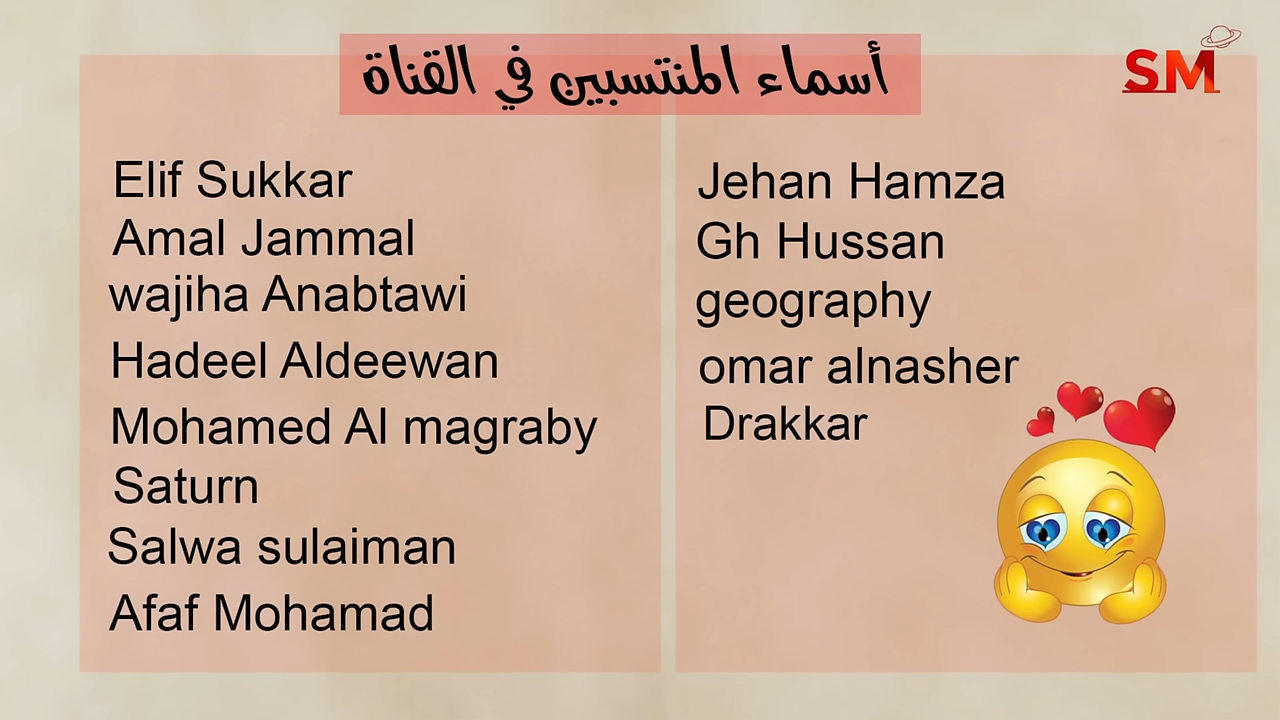 أسماء المنتسبين في القناة
SM
Elif Sukkar
Amal Jammal
wajiha Anabtawi
Hadeel Aldeewan
Mohamed Al magraby
Saturn
Salwa sulaiman
Afaf Mohamad
Jehan Hamza
Gh Hussan
geography
omar alnasher
Drakkar